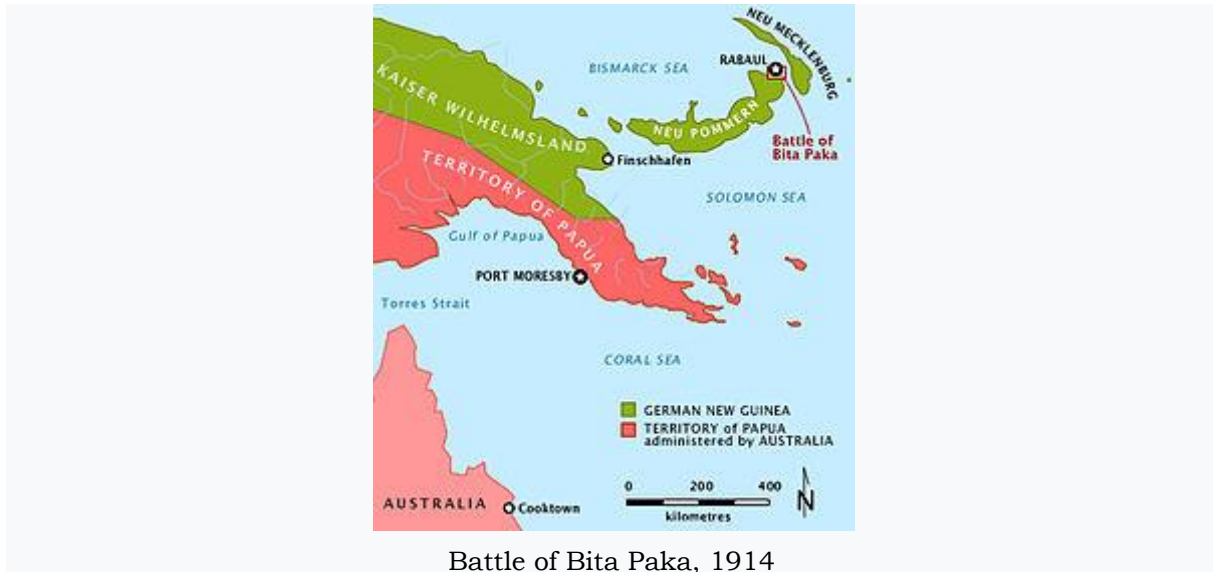 NEU MECKLENBURG
RABAUL
BISMARCK SEA
KAISER WILHELMSLAND
NEU POMMERN
Battle of
Bita Paka
Finschhafen
TERRITORY OF PAPUA
SOLOMON SEA
Gulf of Papua
PORT MORESBY
Torres Strait
CORAL SEA
GERMAN NEW GUINEA
TERRITORY of PAPUA
administered by AUSTRALIA
0 200 400
kilometres
N
AUSTRALIA
Cooktown
Battle of Bita Paka, 1914